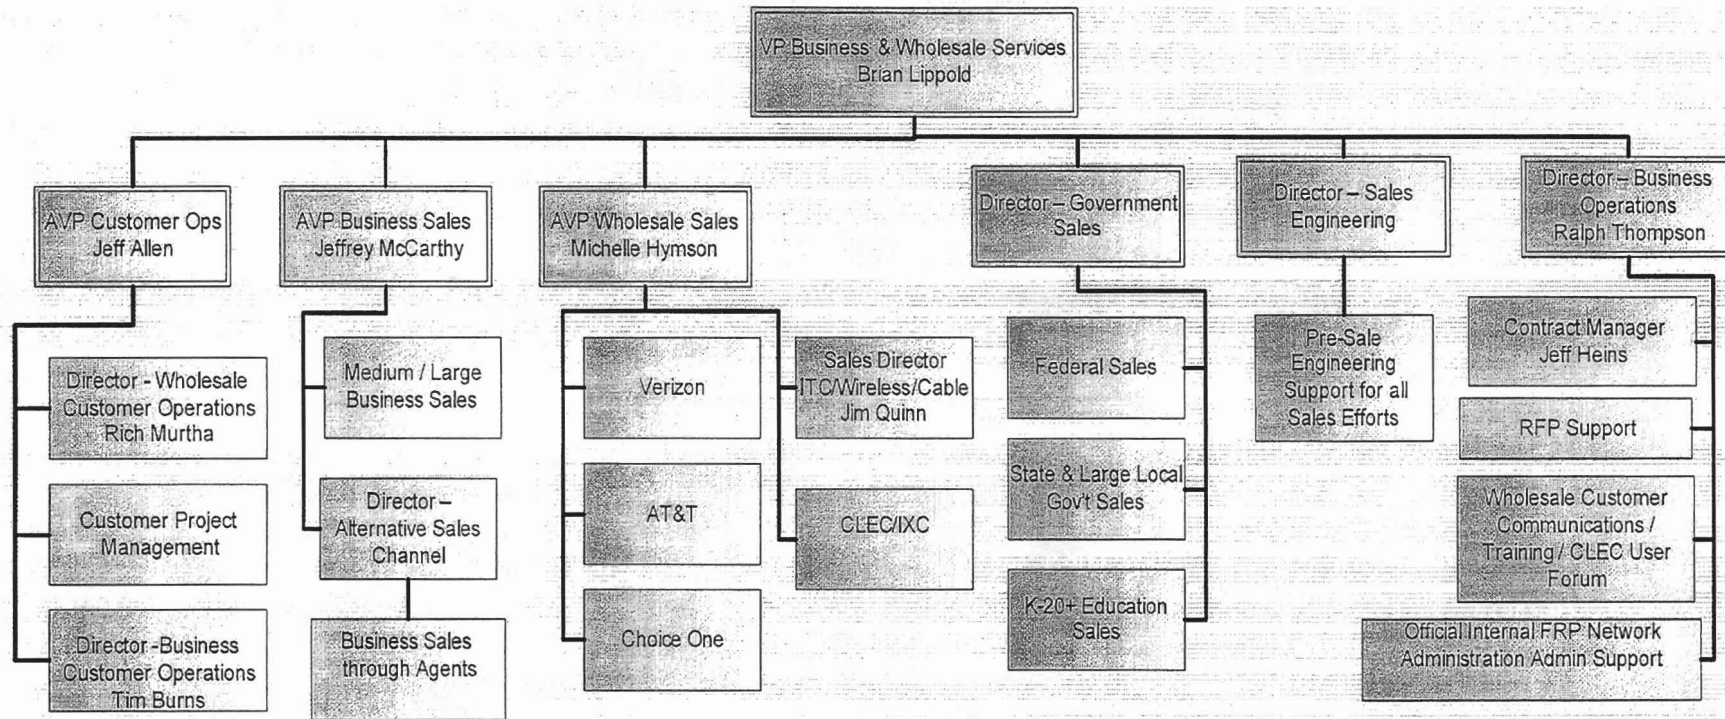 VP Business & Wholesale Services
Brian Lippold
AVP Customer Ops
Jeff Allen
AVP Business Sales
Jeffrey McCarthy
AVP Wholesale Sales
Michelle Hymson
Director – Government
Sales
Director – Sales
Engineering
Director – Business
Operations
Ralph Thompson
Director - Wholesale
Customer Operations
Rich Murtha
Customer Project
Management
Director -Business
Customer Operations
Tim Burns
Medium / Large
Business Sales
Director –
Alternative Sales
Channel
Business Sales
through Agents
Verizon
AT&T
Choice One
Sales Director
ITC/Wireless/Cable
Jim Quinn
CLEC/IXC
Federal Sales
State & Large Local
Gov't Sales
K-20+ Education
Sales
Pre-Sale
Engineering
Support for all
Sales Efforts
Contract Manager
Jeff Heins
RFP Support
Wholesale Customer
Communications /
Training / CLEC User
Forum
Official Internal FRP Network
Administration Admin Support